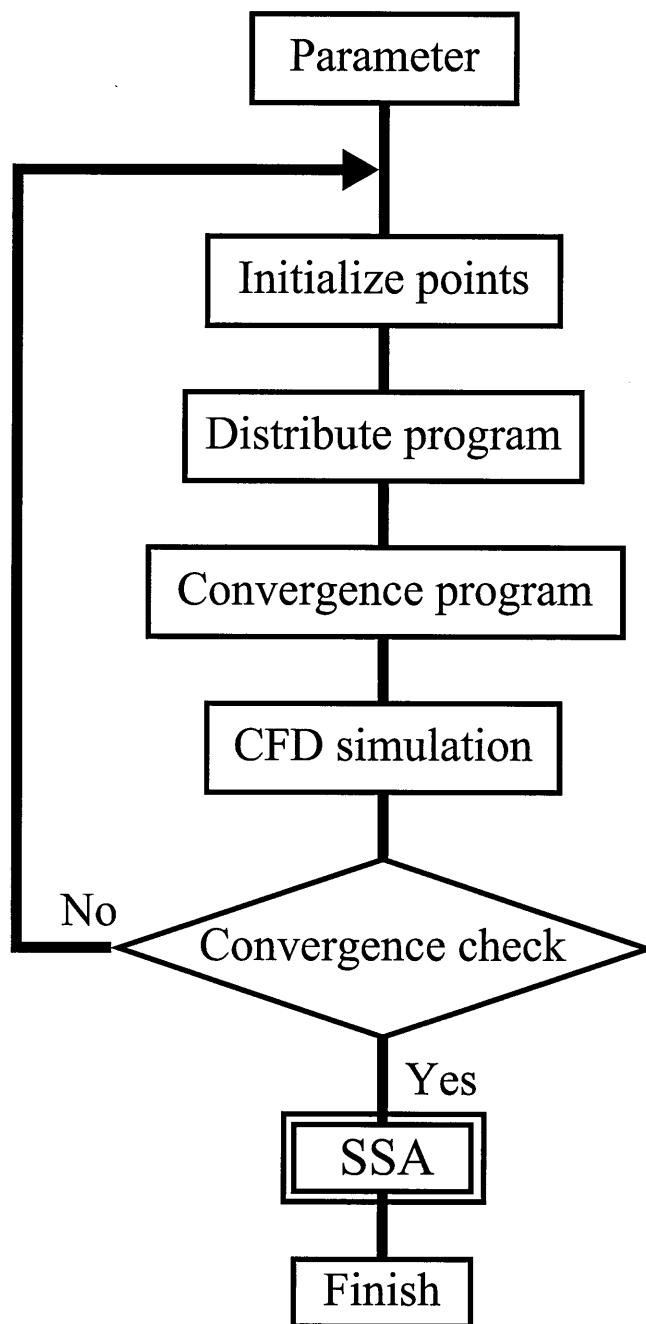 Parameter
Initialize points
Distribute program
Convergence program
CFD simulation
No
Convergence check
Yes
SSA
Finish